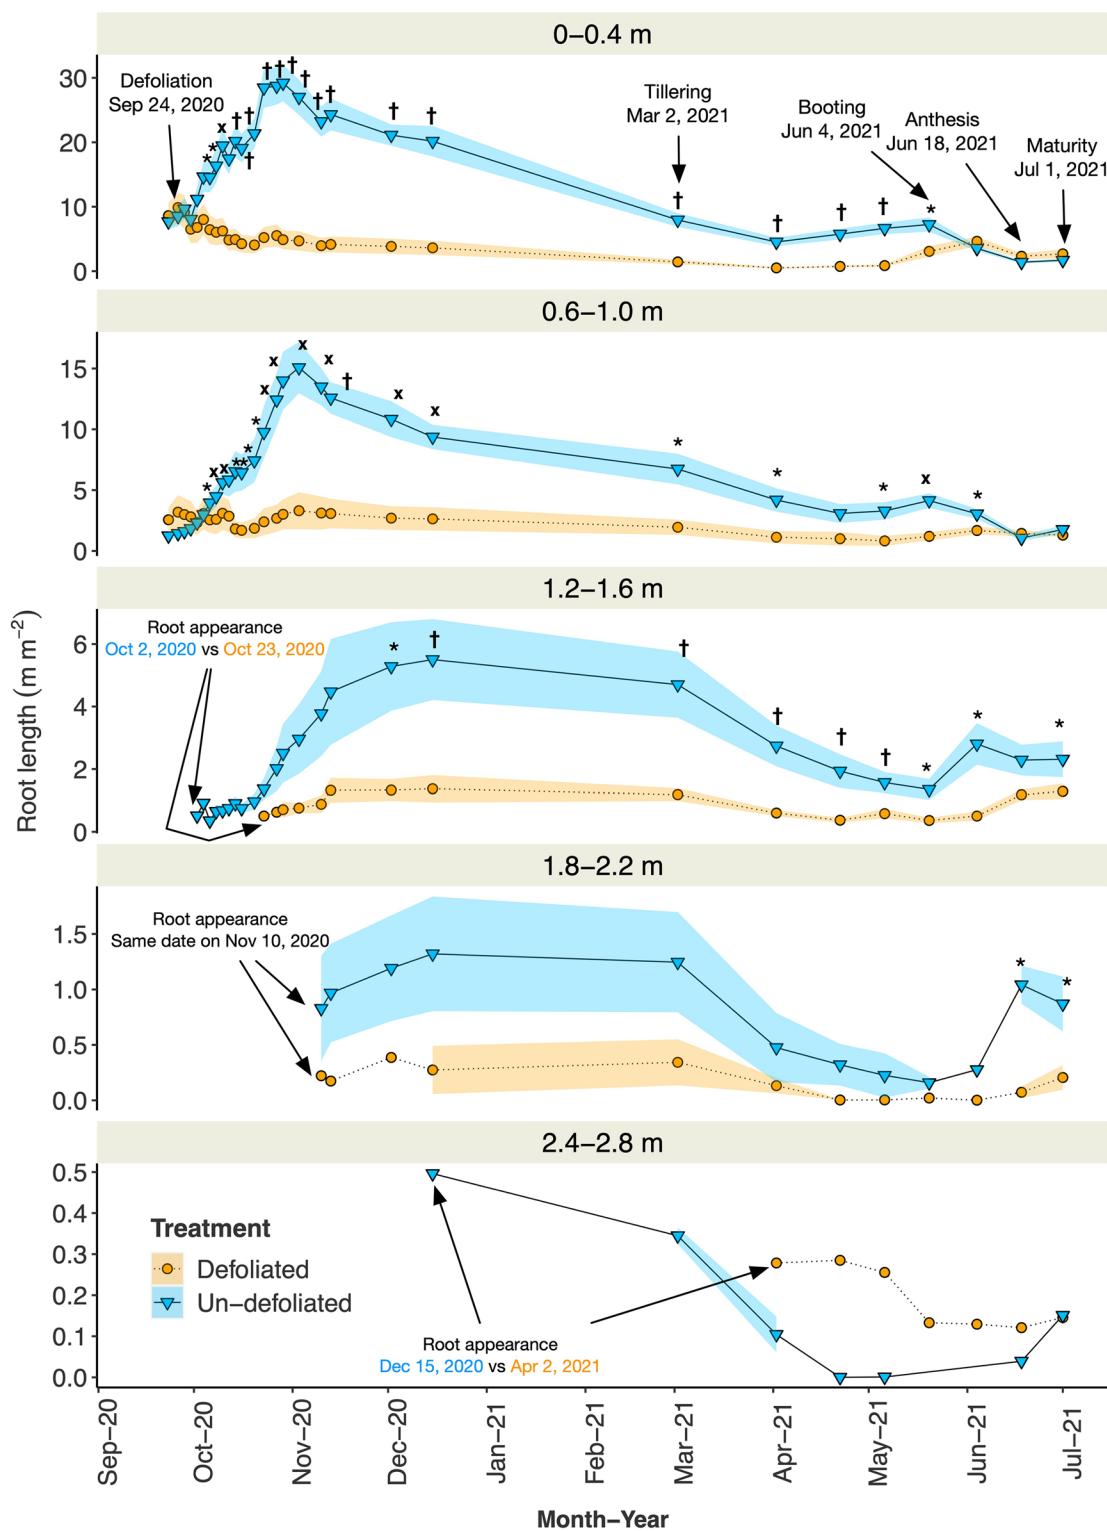 0–0.4 m
Defoliation
Sep 24, 2020
Tillering
Mar 2, 2021
Booting
Jun 4, 2021
Anthesis
Jun 18, 2021
Maturity
Jul 1, 2021
30
20
10
0
* * x † † † † † † † † † † † † † † † *
0.6–1.0 m
15
10
5
0
* x x * * * * x x x x † x x * * * x *
1.2–1.6 m
Root appearance
Oct 2, 2020 vs Oct 23, 2020
6
4
2
0
* † † † † † * * *
1.8–2.2 m
Root appearance
Same date on Nov 10, 2020
1.5
1.0
0.5
0.0
* *
2.4–2.8 m
0.5
0.4
0.3
0.2
0.1
0.0
Treatment
Defoliated
Un−defoliated
Root appearance
Dec 15, 2020 vs Apr 2, 2021
Root length (m m⁻²)
Sep−20
Oct−20
Nov−20
Dec−20
Jan−21
Feb−21
Mar−21
Apr−21
May−21
Jun−21
Jul−21
Month−Year